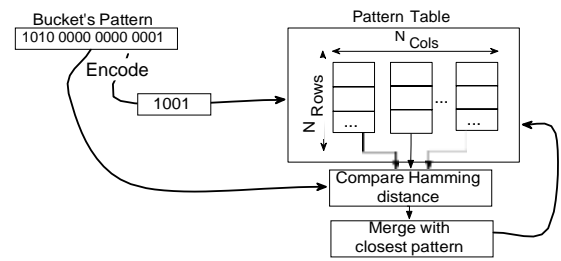 Bucket's Pattern
1010 0000 0000 0001
Encode
1001
Pattern Table
N Cols
N Rows
...
...
...
Compare Hamming
distance
Merge with
closest pattern